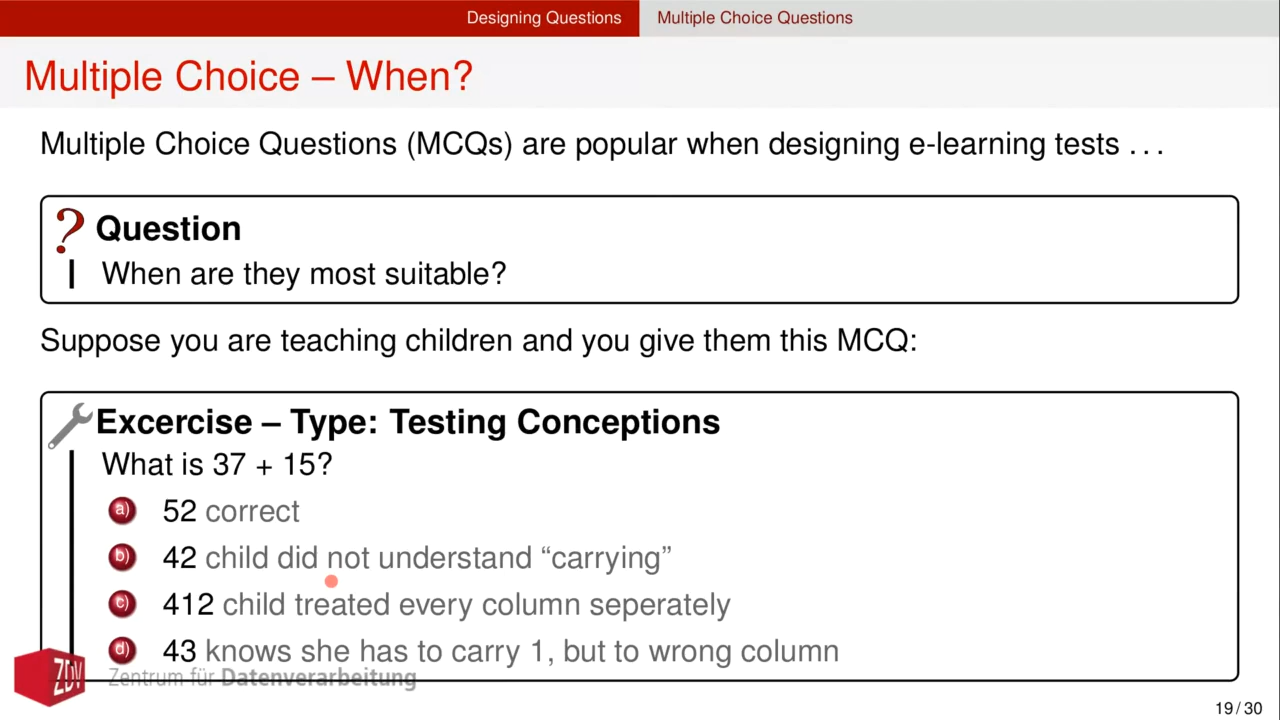 Designing Questions Multiple Choice Questions
Multiple Choice – When?
Multiple Choice Questions (MCQs) are popular when designing e-learning tests . . .
? Question
When are they most suitable?
Suppose you are teaching children and you give them this MCQ:
Excercise – Type: Testing Conceptions
What is 37 + 15?
a) 52 correct
b) 42 child did not understand “carrying”
c) 412 child treated every column seperately
d) 43 knows she has to carry 1, but to wrong column
ZDV Zentrum für Datenverarbeitung
19 / 30